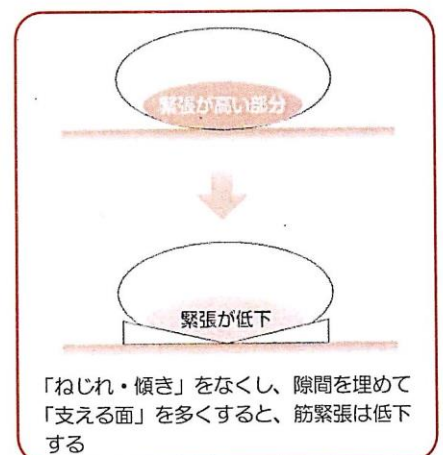 緊張が高い部分
緊張が低下
「ねじれ・傾き」をなくし、隙間を埋めて
「支える面」を多くすると、筋緊張は低下
する